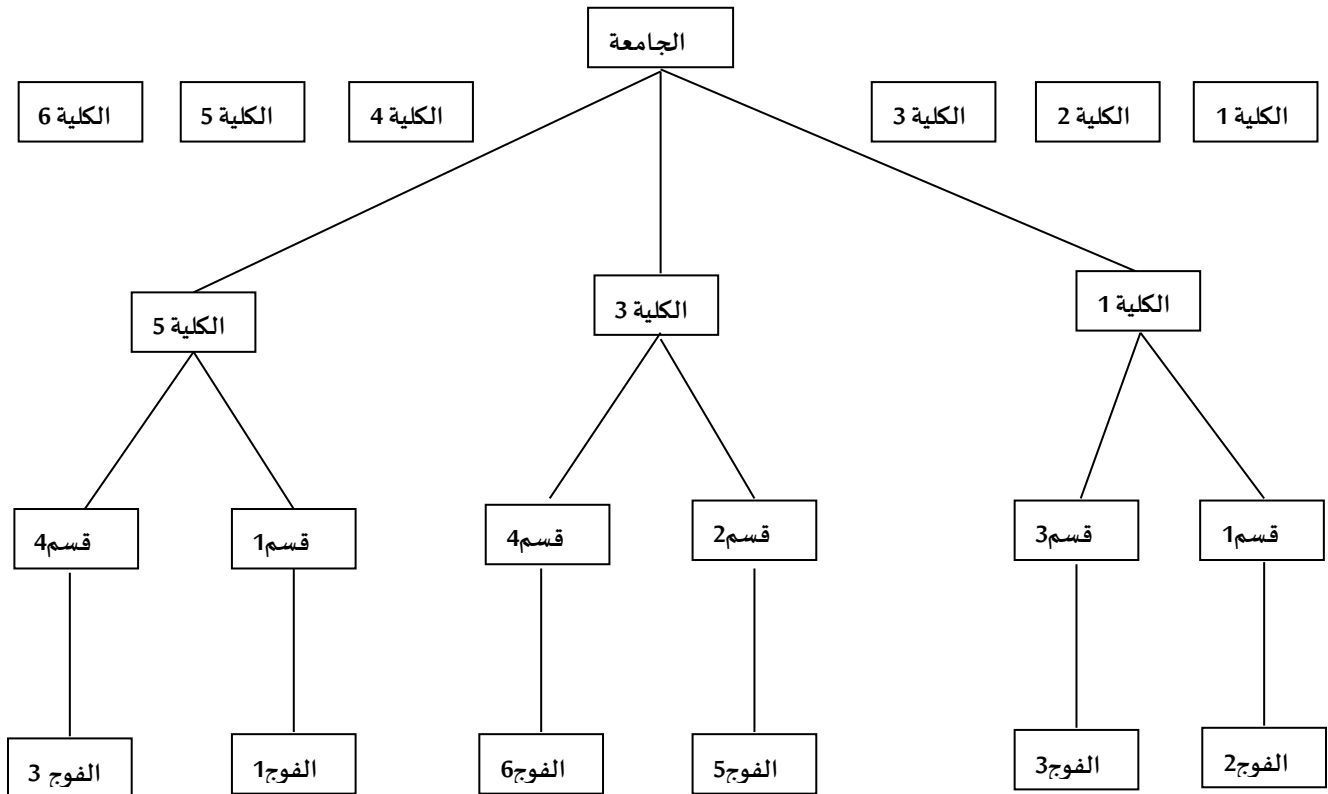 الجامعة
الكلية 1
الكلية 2
الكلية 3
الكلية 4
الكلية 5
الكلية 6
الكلية 1
الكلية 3
الكلية 5
قسم1
قسم3
قسم2
قسم4
قسم1
قسم4
الفوج2
الفوج3
الفوج5
الفوج6
الفوج1
الفوج 3